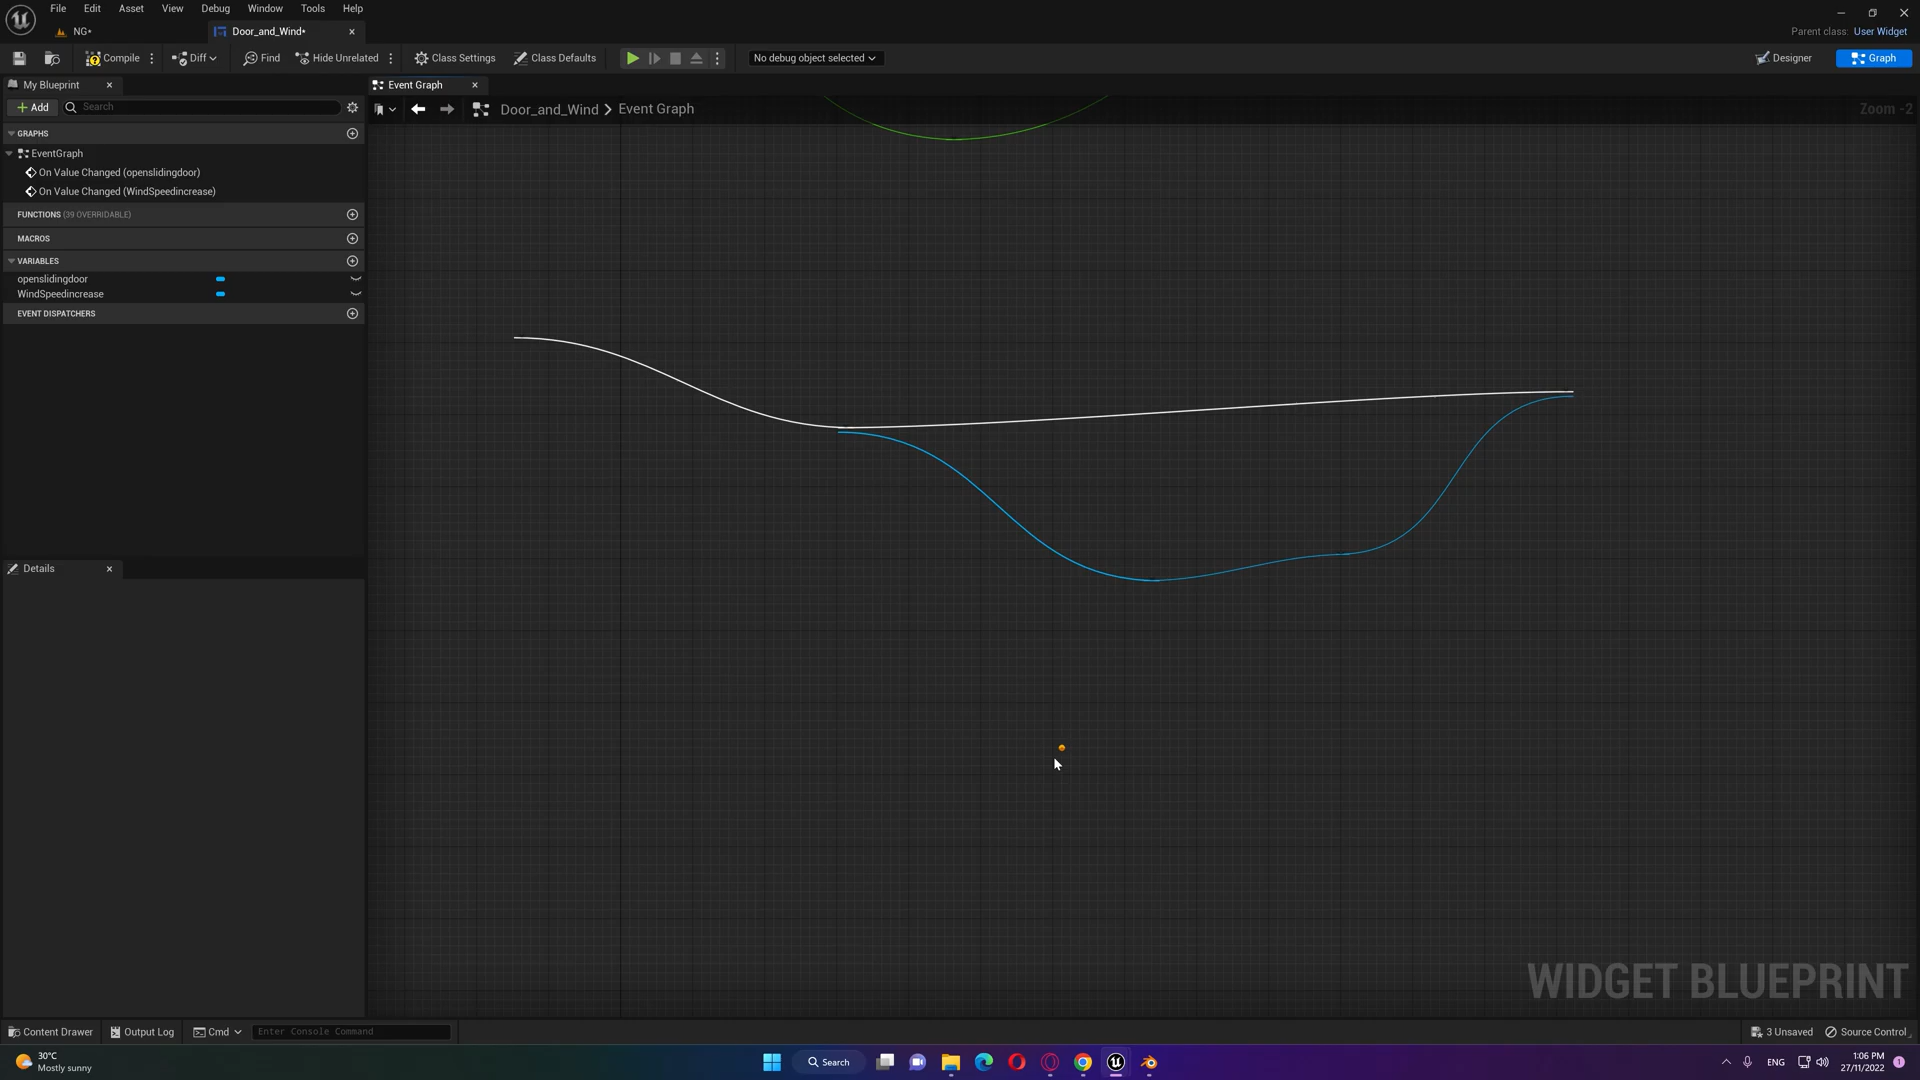 File Edit Asset View Debug Window Tools Help
NG*
Door_and_Wind*
Parent class: User Widget
Compile
Diff
Find
Hide Unrelated
Class Settings
Class Defaults
No debug object selected
Designer
Graph
My Blueprint
Event Graph
Add
Search
Door_and_Wind
Event Graph
Zoom -2
GRAPHS
EventGraph
On Value Changed (openslidingdoor)
On Value Changed (WindSpeedincrease)
FUNCTIONS (39 OVERRIDABLE)
MACROS
VARIABLES
openslidingdoor
WindSpeedincrease
EVENT DISPATCHERS
Details
WIDGET BLUEPRINT
Content Drawer
Output Log
Cmd
Enter Console Command
3 Unsaved
Source Control
30°C
Mostly sunny
Search
ENG
1:06 PM
27/11/2022
1